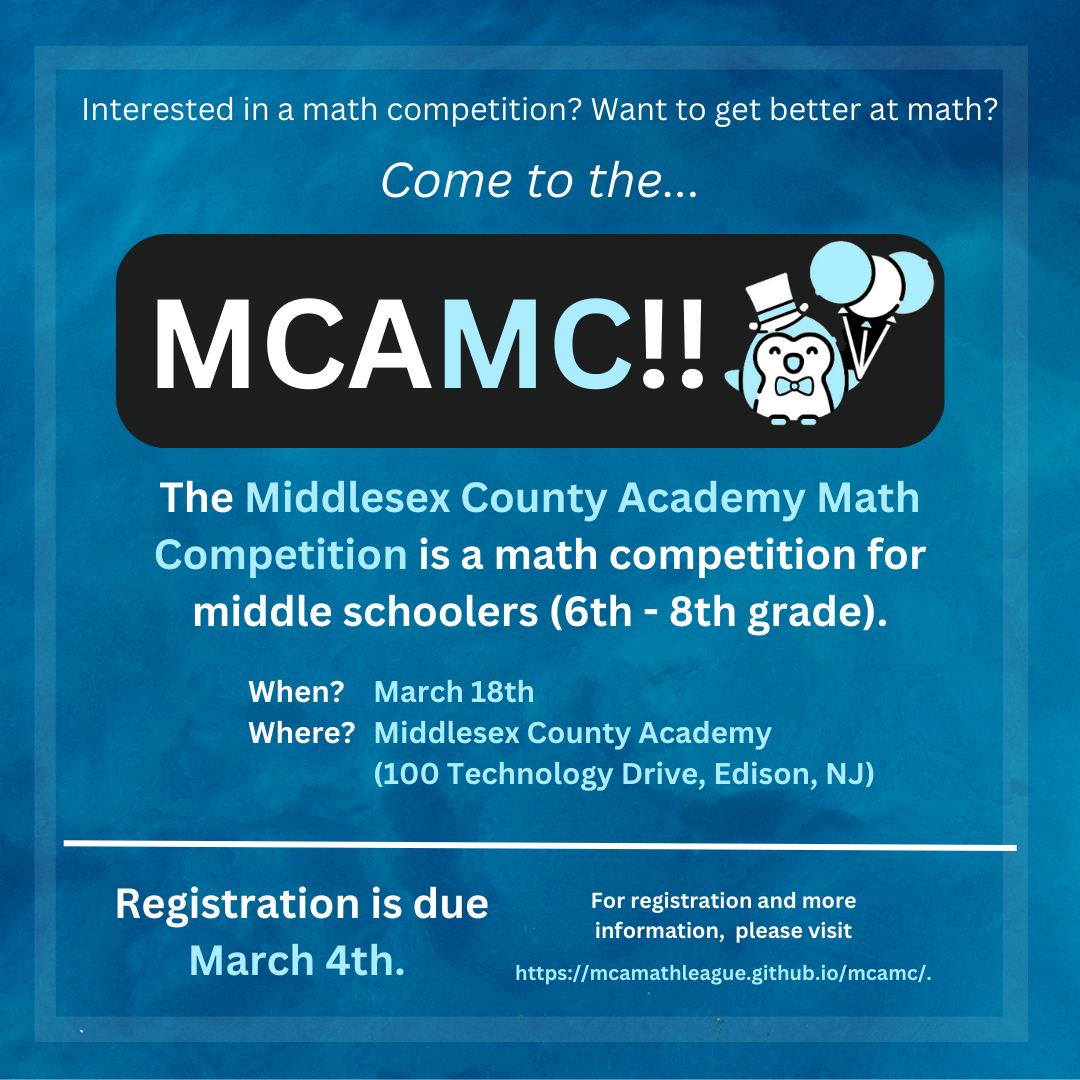 Interested in a math competition? Want to get better at math?
Come to the...
MCAMC!!
The Middlesex County Academy Math
Competition is a math competition for
middle schoolers (6th - 8th grade).
When? March 18th
Where? Middlesex County Academy
(100 Technology Drive, Edison, NJ)
Registration is due
March 4th.
For registration and more
information, please visit
https://mcamathleague.github.io/mcamc/.